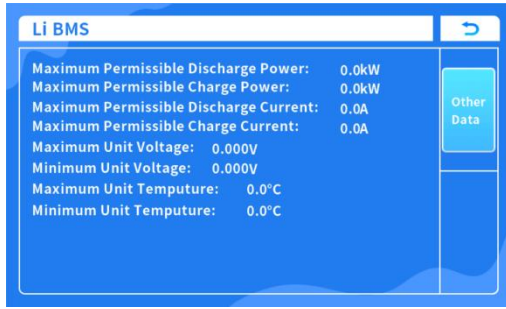 Li BMS
Maximum Permissible Discharge Power: 0.0kW
Maximum Permissible Charge Power: 0.0kW
Maximum Permissible Discharge Current: 0.0A
Maximum Permissible Charge Current: 0.0A
Maximum Unit Voltage: 0.000V
Minimum Unit Voltage: 0.000V
Maximum Unit Temputure: 0.0°C
Minimum Unit Temputure: 0.0°C
Other
Data